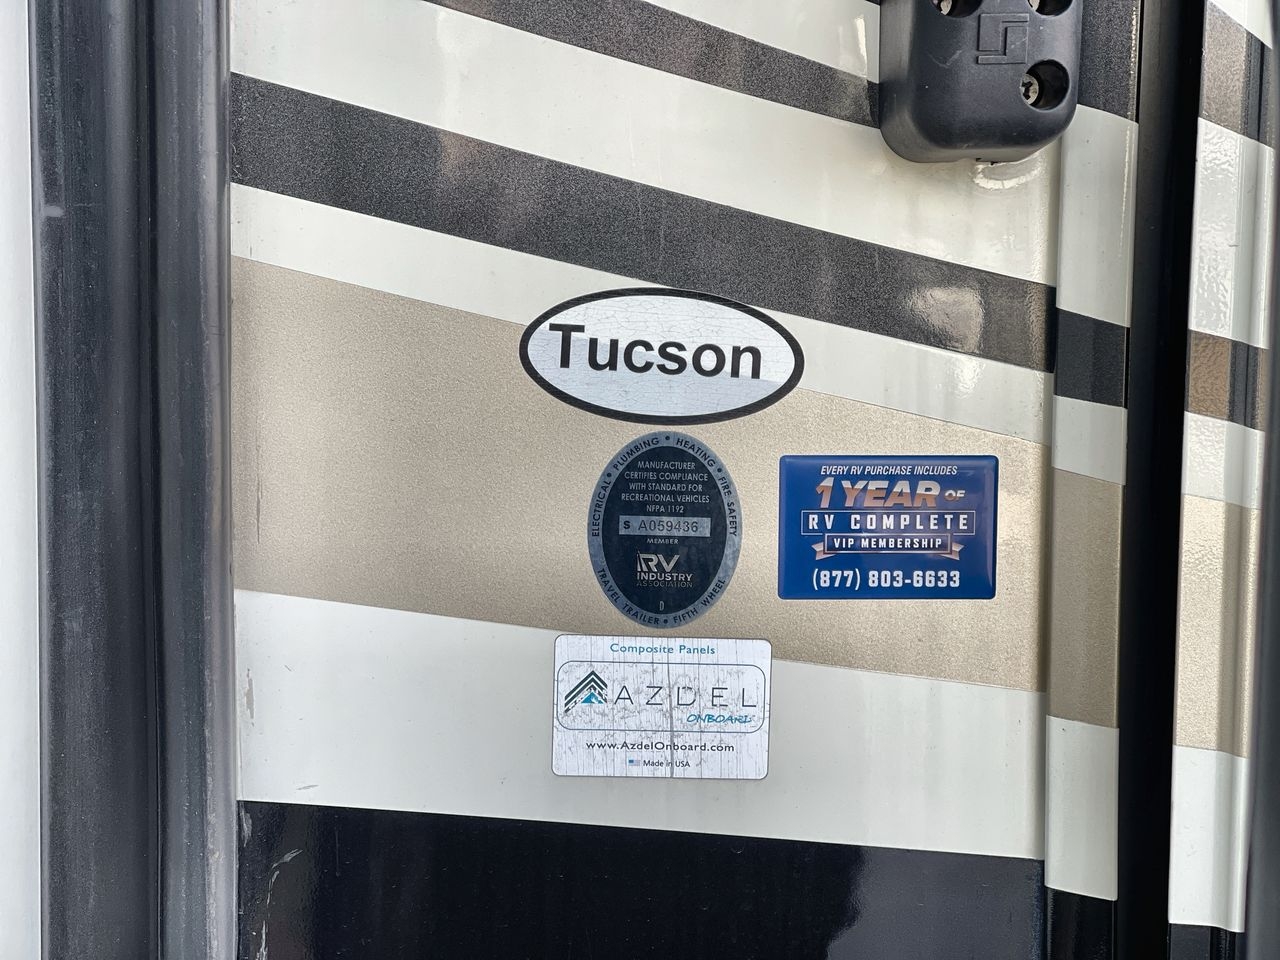 Tucson
ELECTRICAL • PLUMBING • HEATING • FIRE SAFETY
MANUFACTURER
CERTIFIES COMPLIANCE
WITH STANDARD FOR
RECREATIONAL VEHICLES
NFPA 1192
S A059436
MEMBER
RV
INDUSTRY
ASSOCIATION
D
TRAVEL TRAILER • FIFTH WHEEL
EVERY RV PURCHASE INCLUDES
1 YEAR OF
RV COMPLETE
VIP MEMBERSHIP
(877) 803-6633
Composite Panels
AZDEL
ONBOARD
www.AzdelOnboard.com
Made in USA